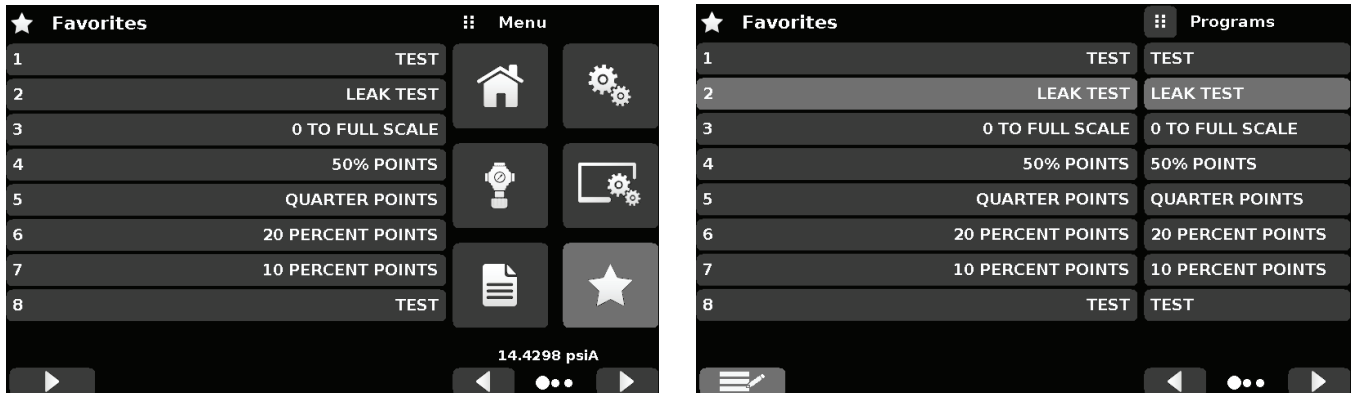 Favorites Menu
1 TEST
2 LEAK TEST
3 0 TO FULL SCALE
4 50% POINTS
5 QUARTER POINTS
6 20 PERCENT POINTS
7 10 PERCENT POINTS
8 TEST
14.4298 psiA
Favorites Programs
1 TEST TEST
2 LEAK TEST LEAK TEST
3 0 TO FULL SCALE 0 TO FULL SCALE
4 50% POINTS 50% POINTS
5 QUARTER POINTS QUARTER POINTS
6 20 PERCENT POINTS 20 PERCENT POINTS
7 10 PERCENT POINTS 10 PERCENT POINTS
8 TEST TEST